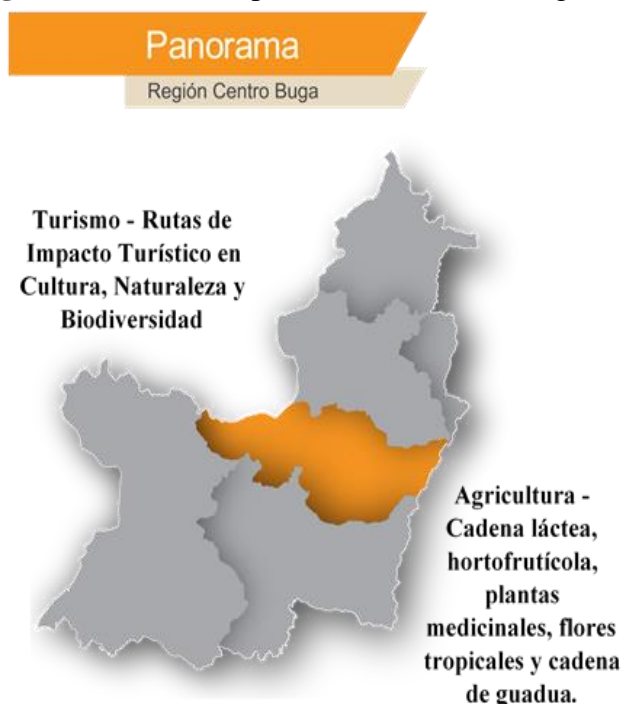 Panorama
Región Centro Buga
Turismo - Rutas de
Impacto Turístico en
Cultura, Naturaleza y
Biodiversidad
Agricultura -
Cadena láctea,
hortofrutícola,
plantas
medicinales, flores
tropicales y cadena
de guadua.